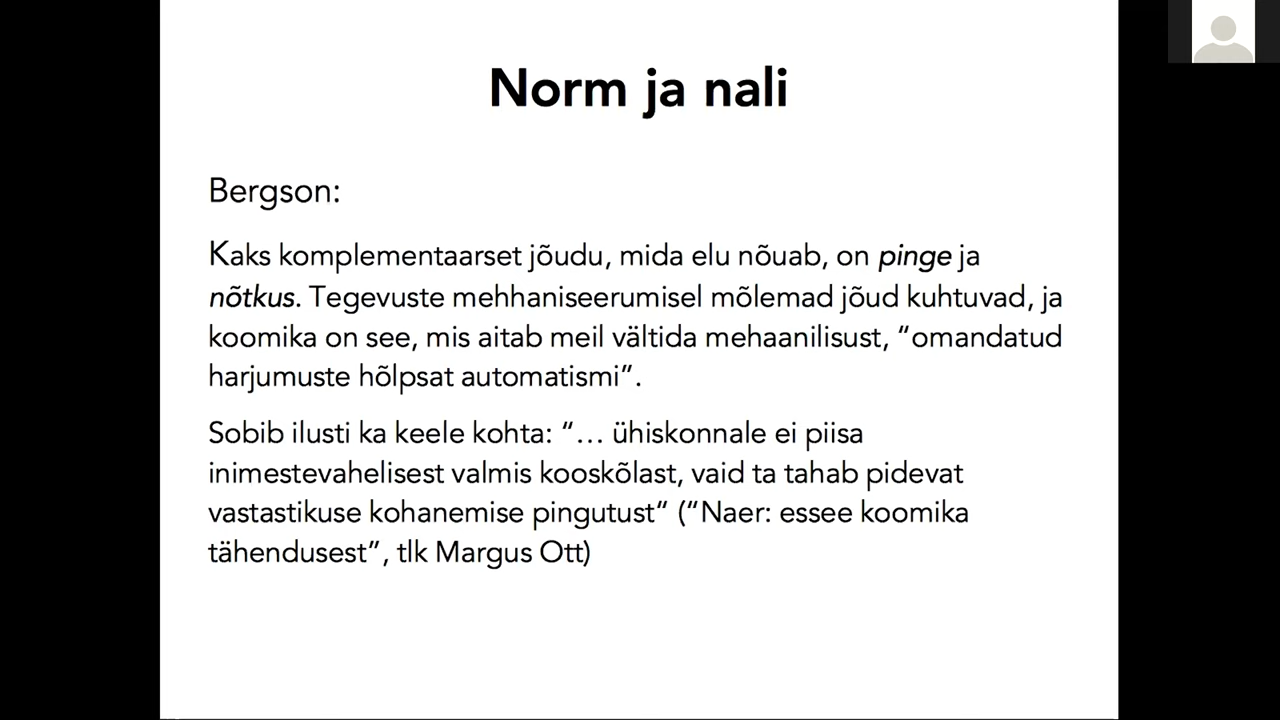 Norm ja nali
Bergson:
Kaks komplementaarset jõudu, mida elu nõuab, on pinge ja
nõtkus. Tegevuste mehhaniseerumisel mõlemad jõud kuhtuvad, ja
koomika on see, mis aitab meil vältida mehaanilisust, “omandatud
harjumuste hõlpsat automatismi”.
Sobib ilusti ka keele kohta: “… ühiskonnale ei piisa
inimestevahelisest valmis kooskõlast, vaid ta tahab pidevat
vastastikuse kohanemise pingutust“ (“Naer: essee koomika
tähendusest”, tlk Margus Ott)